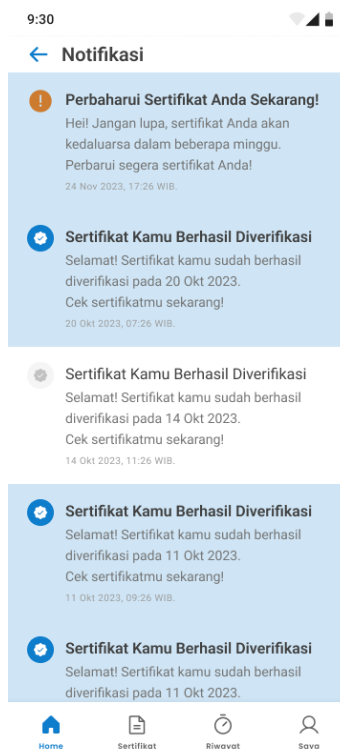 9:30
Notifikasi
Perbaharui Sertifikat Anda Sekarang!
Hei! Jangan lupa, sertifikat Anda akan
kedaluarsa dalam beberapa minggu.
Perbarui segera sertifikat Anda!
24 Nov 2023, 17:26 WIB.
Sertifikat Kamu Berhasil Diverifikasi
Selamat! Sertifikat kamu sudah berhasil
diverifikasi pada 20 Okt 2023.
Cek sertifikatmu sekarang!
20 Okt 2023, 07:26 WIB.
Sertifikat Kamu Berhasil Diverifikasi
Selamat! Sertifikat kamu sudah berhasil
diverifikasi pada 14 Okt 2023.
Cek sertifikatmu sekarang!
14 Okt 2023, 11:26 WIB.
Sertifikat Kamu Berhasil Diverifikasi
Selamat! Sertifikat kamu sudah berhasil
diverifikasi pada 11 Okt 2023.
Cek sertifikatmu sekarang!
11 Okt 2023, 09:26 WIB.
Sertifikat Kamu Berhasil Diverifikasi
Selamat! Sertifikat kamu sudah berhasil
diverifikasi pada 11 Okt 2023.
Home Sertifikat Riwayat Saya